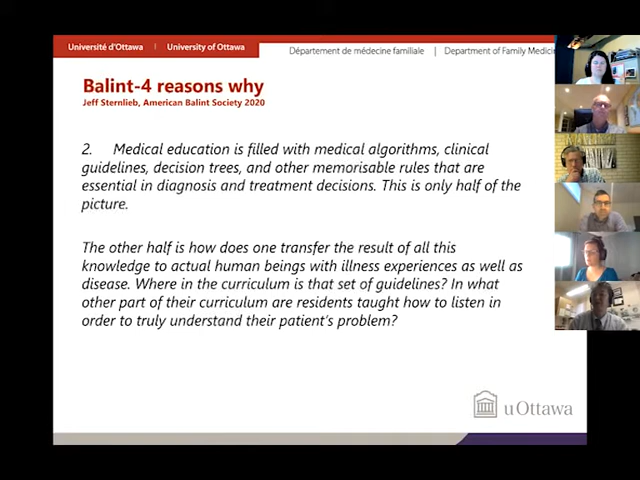 Université d'Ottawa | University of Ottawa
Département de médecine familiale | Department of Family Medicin
Balint-4 reasons why
Jeff Sternlieb, American Balint Society 2020
2. Medical education is filled with medical algorithms, clinical
guidelines, decision trees, and other memorisable rules that are
essential in diagnosis and treatment decisions. This is only half of the
picture.
The other half is how does one transfer the result of all this
knowledge to actual human beings with illness experiences as well as
disease. Where in the curriculum is that set of guidelines? In what
other part of their curriculum are residents taught how to listen in
order to truly understand their patient's problem?
uOttawa